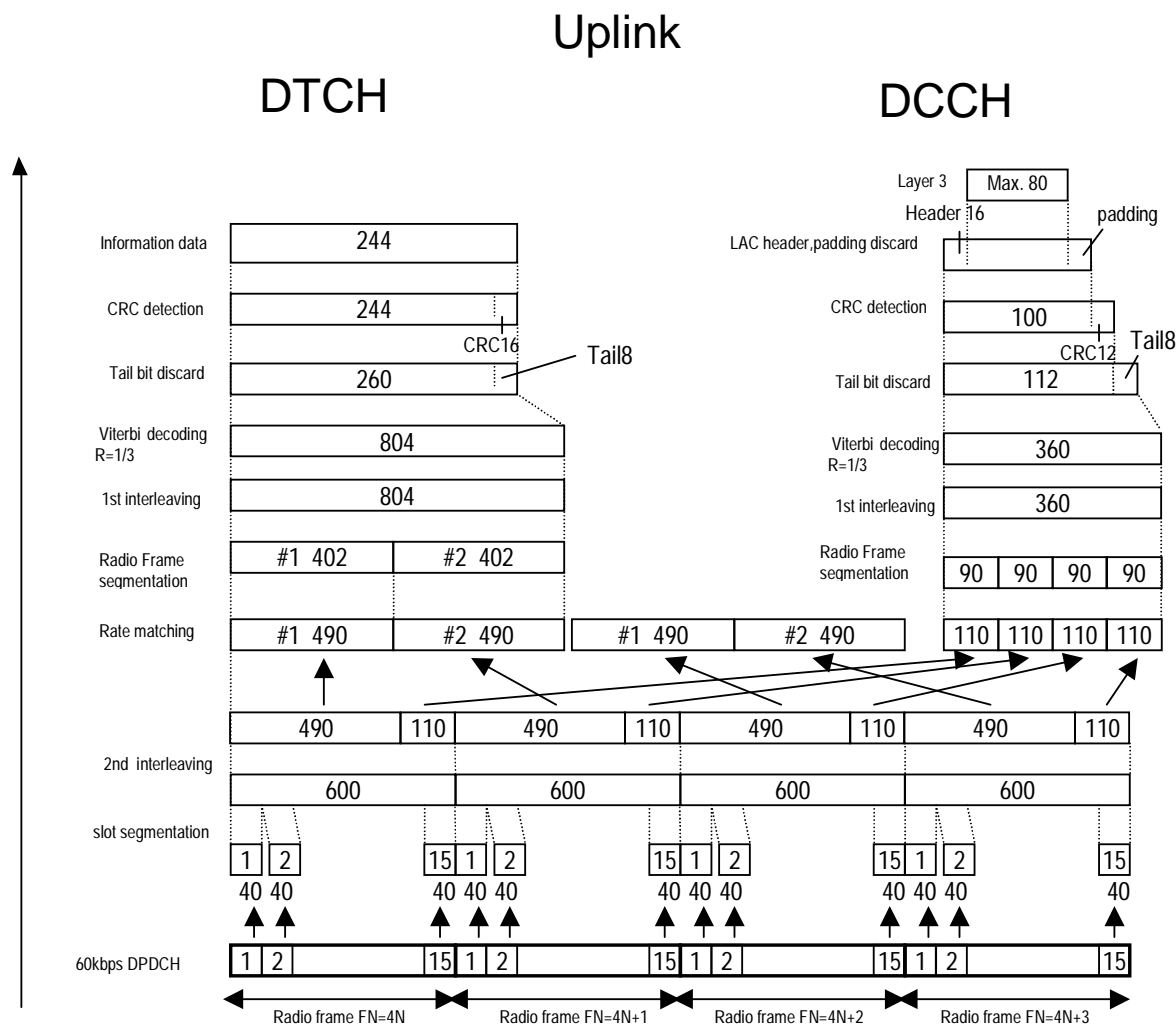 Uplink
DTCH
DCCH
Layer 3
Max. 80
Header 16
padding
Information data
244
LAC header,padding discard
CRC detection
244
CRC16
CRC detection
100
CRC12
Tail bit discard
260
Tail8
Tail bit discard
112
Tail8
Viterbi decoding
R=1/3
804
Viterbi decoding
R=1/3
360
1st interleaving
804
1st interleaving
360
Radio Frame
segmentation
#1 402
#2 402
Radio Frame
segmentation
90 90 90 90
Rate matching
#1 490
#2 490
#1 490
#2 490
110 110 110 110
490 110 490 110 490 110 490 110
2nd interleaving
600 600 600 600
slot segmentation
1 2 15 1 2 15 1 2 15 1 2 15
40 40 40 40 40 40 40 40 40 40 40 40
60kbps DPDCH
1 2 15 1 2 15 1 2 15 1 2 15
Radio frame FN=4N
Radio frame FN=4N+1
Radio frame FN=4N+2
Radio frame FN=4N+3